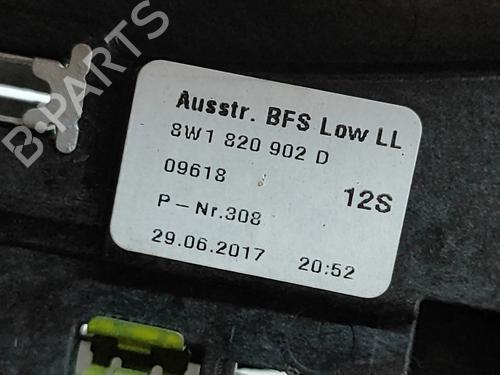 B-PARTS
Ausstr. BFS Low LL
8W1 820 902 D
09618
12S
P-Nr.308
29.06.2017 20:52